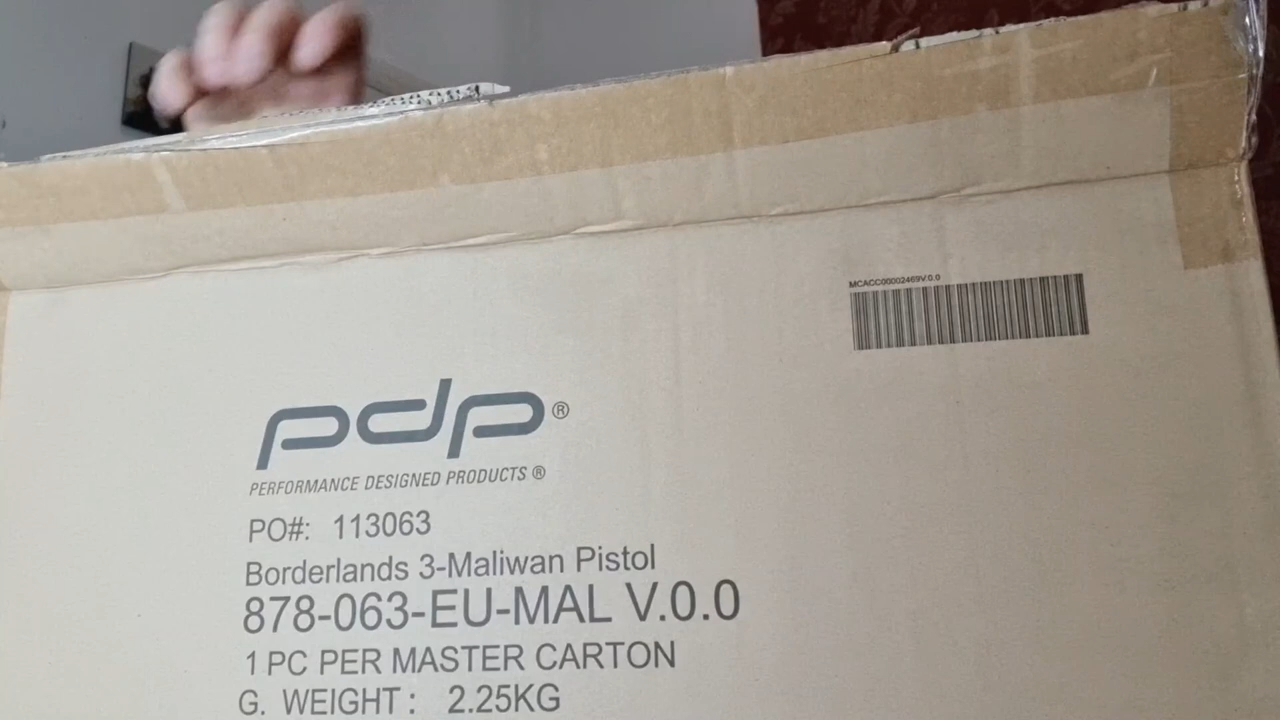 MCACC00002469V.0.0
pdp®
PERFORMANCE DESIGNED PRODUCTS ®
PO#: 113063
Borderlands 3-Maliwan Pistol
878-063-EU-MAL V.0.0
1 PC PER MASTER CARTON
G. WEIGHT : 2.25KG